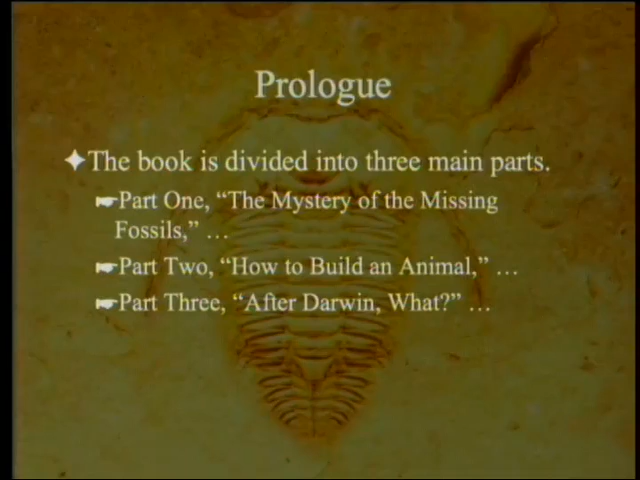 Prologue
The book is divided into three main parts.
Part One, “The Mystery of the Missing
Fossils,” …
Part Two, “How to Build an Animal,” …
Part Three, “After Darwin, What?” …